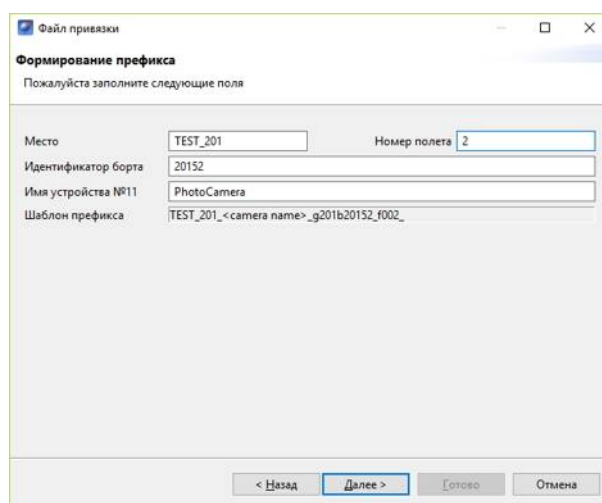 Файл привязки
Формирование префикса
Пожалуйста заполните следующие поля
Место TEST_201 Номер полета 2
Идентификатор борта 20152
Имя устройства №11 PhotoCamera
Шаблон префикса TEST_201_<camera name>_g201b20152_f002_
< Назад Далее > Готово Отмена